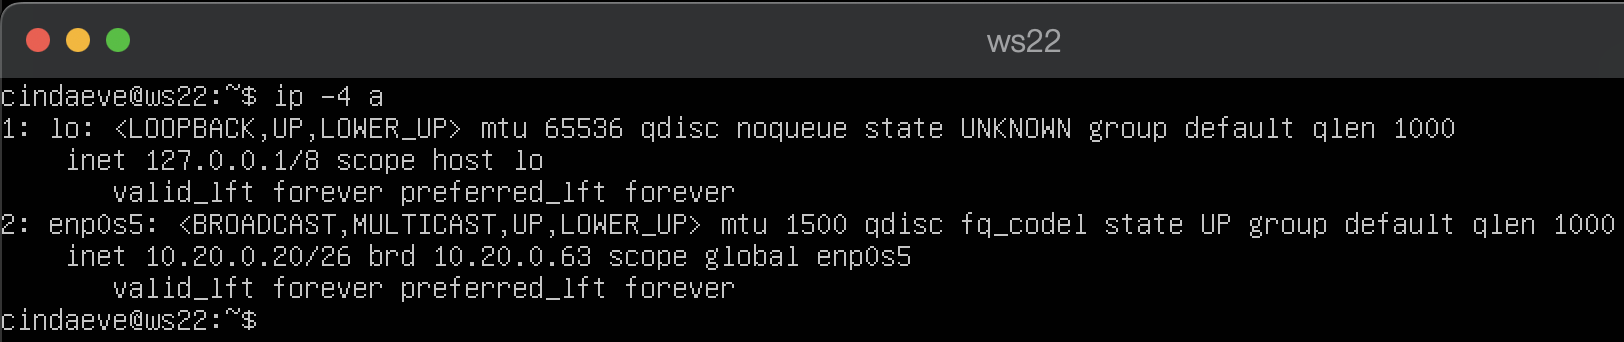 ws22
cindaeve@ws22:~$ ip -4 a
1: lo: <LOOPBACK,UP,LOWER_UP> mtu 65536 qdisc noqueue state UNKNOWN group default qlen 1000
    inet 127.0.0.1/8 scope host lo
       valid_lft forever preferred_lft forever
2: enp0s5: <BROADCAST,MULTICAST,UP,LOWER_UP> mtu 1500 qdisc fq_codel state UP group default qlen 1000
    inet 10.20.0.20/26 brd 10.20.0.63 scope global enp0s5
       valid_lft forever preferred_lft forever
cindaeve@ws22:~$